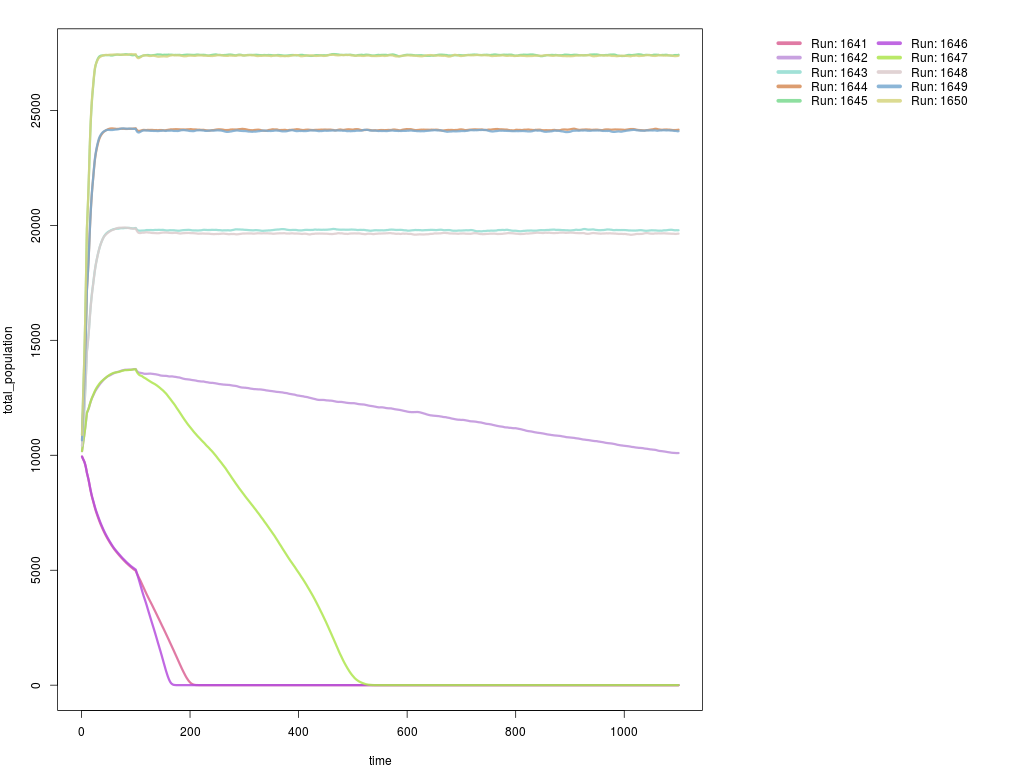 total_population
25000
20000
15000
10000
5000
0
0 200 400 600 800 1000
time
Run: 1641 Run: 1646
Run: 1642 Run: 1647
Run: 1643 Run: 1648
Run: 1644 Run: 1649
Run: 1645 Run: 1650